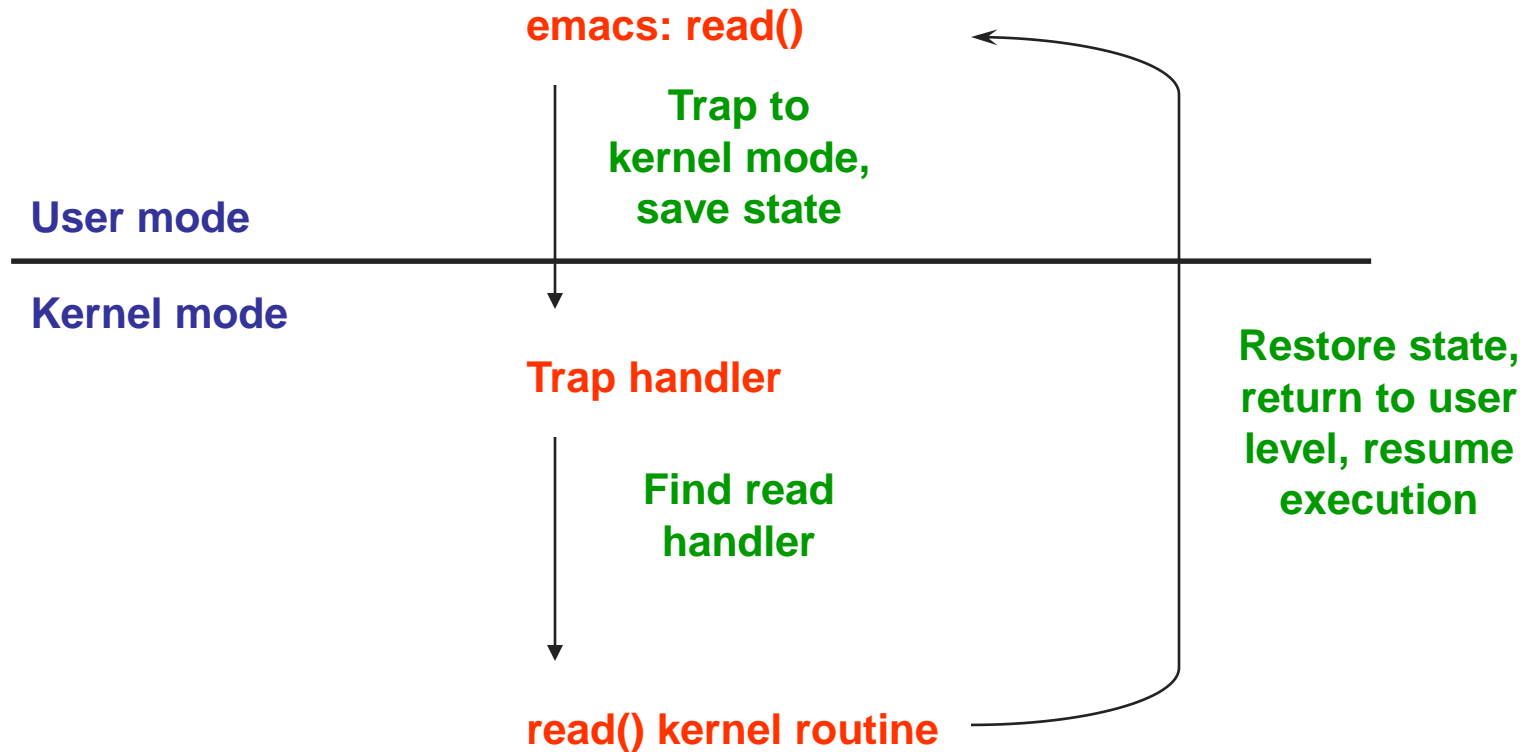 emacs: read()
Trap to
kernel mode,
save state
User mode
Kernel mode
Trap handler
Restore state,
return to user
level, resume
execution
Find read
handler
read() kernel routine